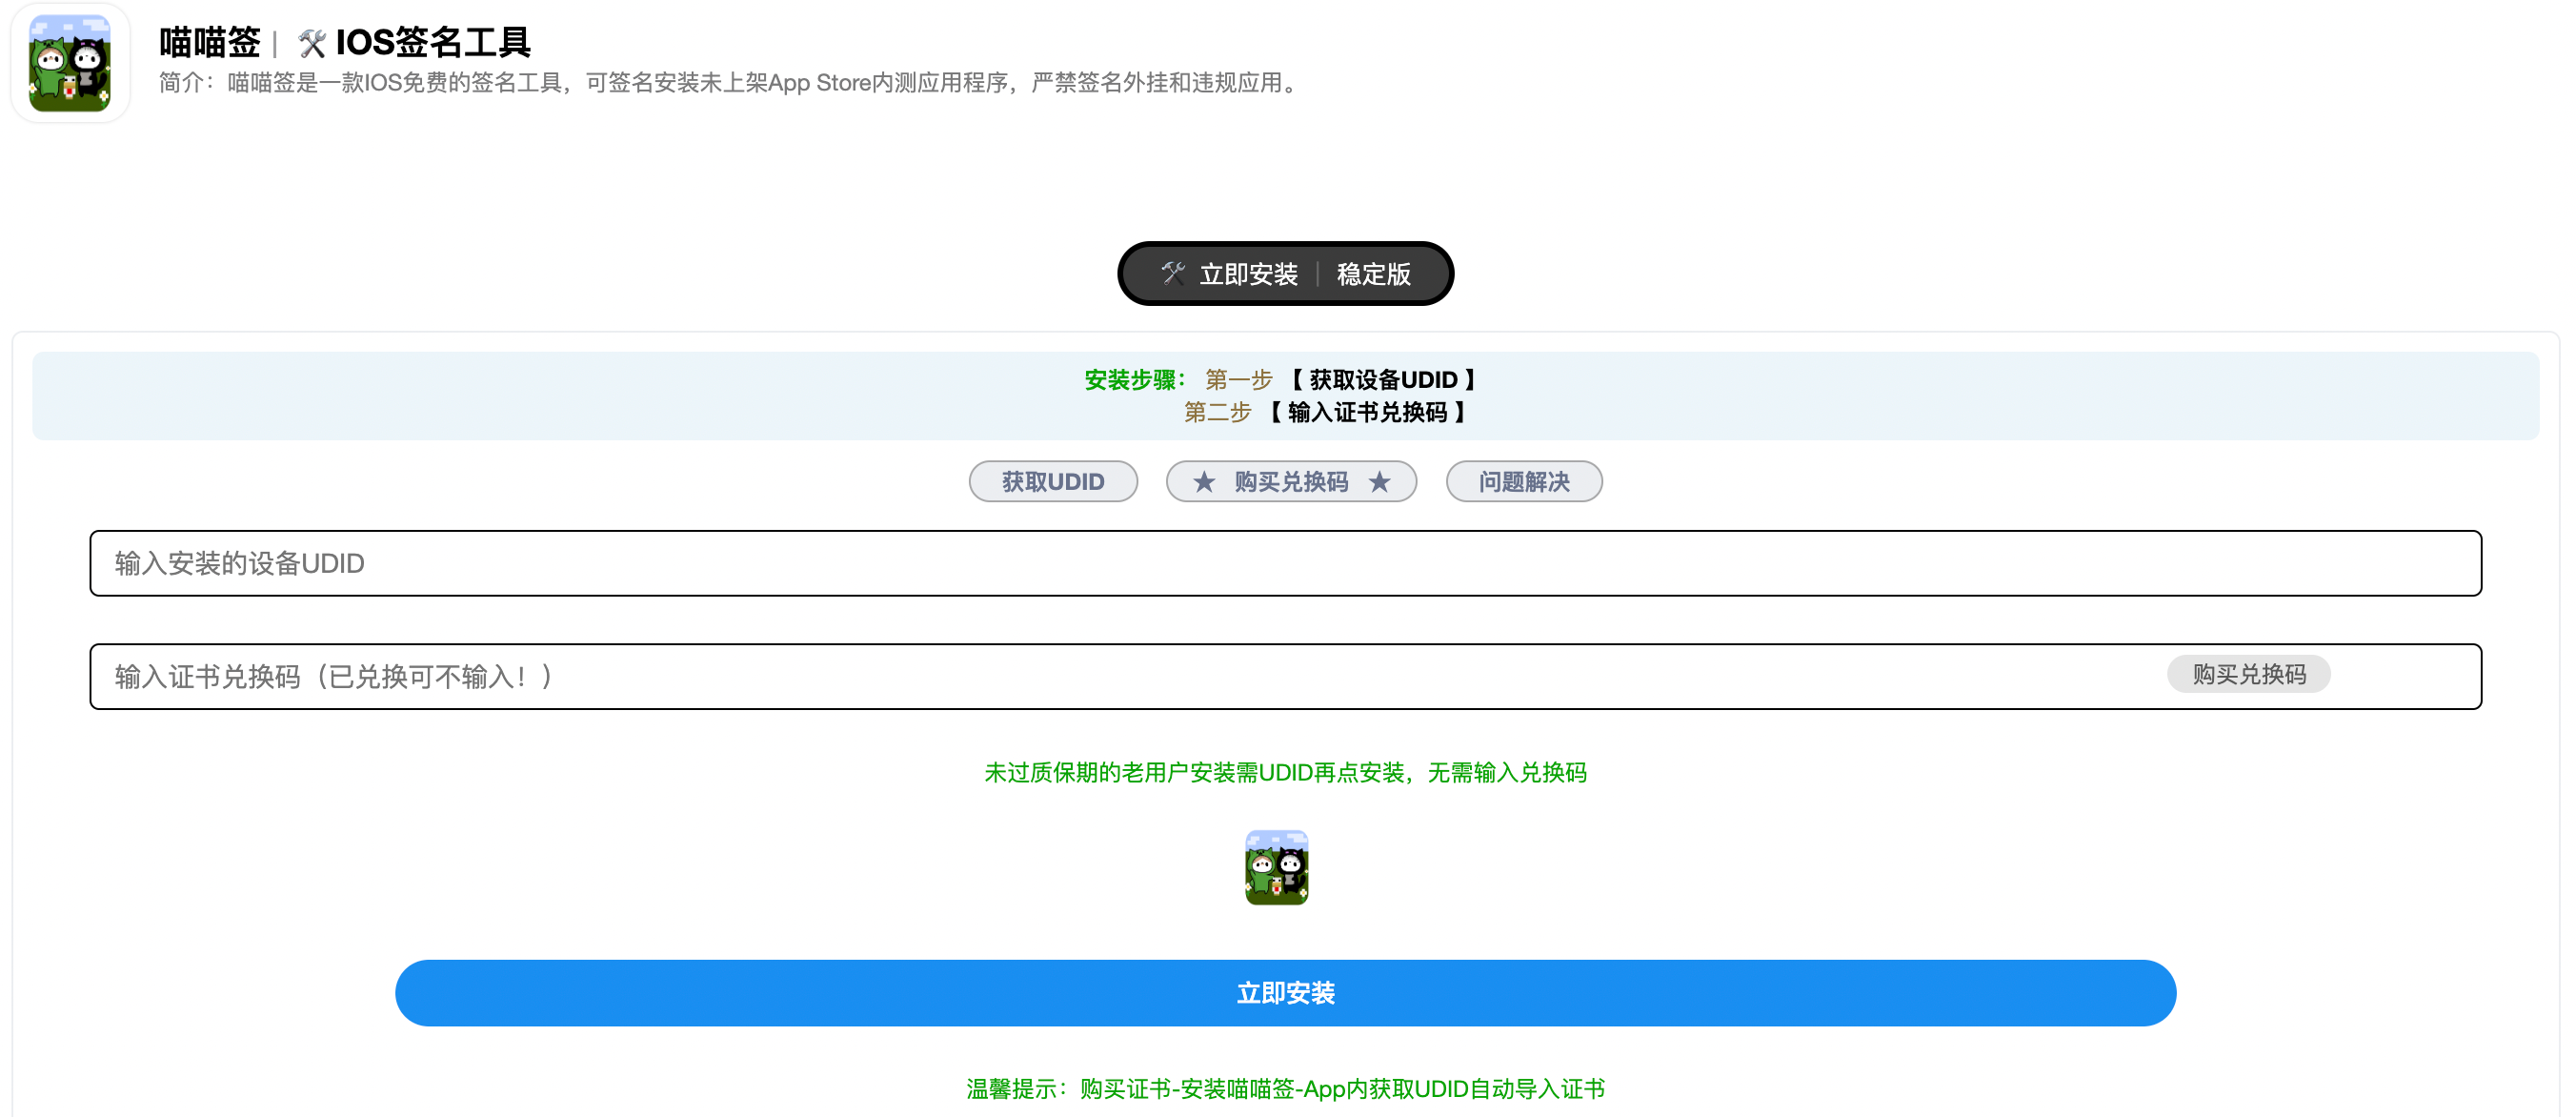 喵喵签 | 🛠 IOS签名工具
简介：喵喵签是一款IOS免费的签名工具，可签名安装未上架App Store内测应用程序，严禁签名外挂和违规应用。
🛠 立即安装 | 稳定版
安装步骤： 第一步 【 获取设备UDID 】
第二步 【 输入证书兑换码 】
获取UDID ★ 购买兑换码 ★ 问题解决
输入安装的设备UDID
输入证书兑换码（已兑换可不输入！） 购买兑换码
未过质保期的老用户安装需UDID再点安装，无需输入兑换码
立即安装
温馨提示：购买证书-安装喵喵签-App内获取UDID自动导入证书